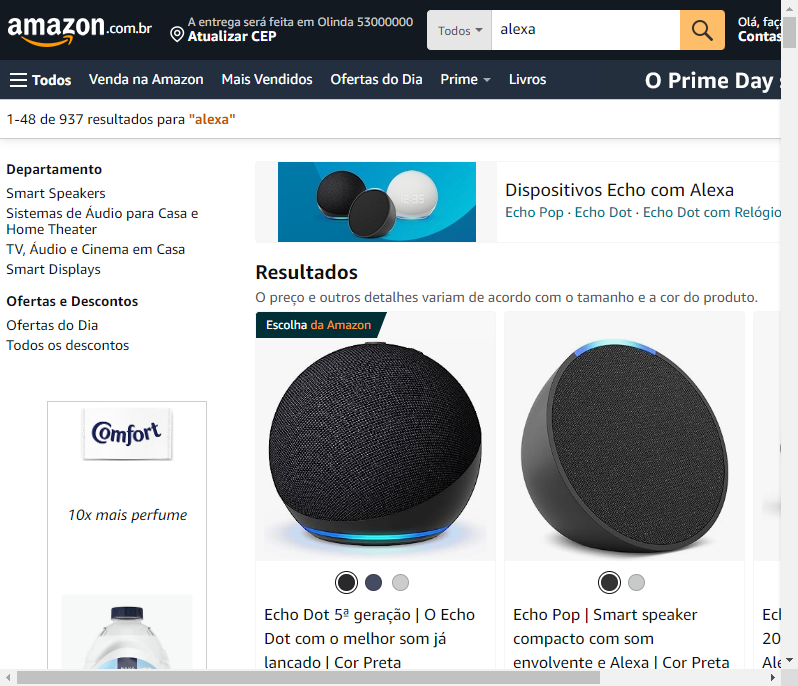 amazon.com.br
A entrega será feita em Olinda 53000000
Atualizar CEP
Todos
alexa
Olá, faça
Contas
Todos
Venda na Amazon
Mais Vendidos
Ofertas do Dia
Prime
Livros
O Prime Day
1-48 de 937 resultados para "alexa"
Departamento
Smart Speakers
Sistemas de Áudio para Casa e
Home Theater
TV, Áudio e Cinema em Casa
Smart Displays
Ofertas e Descontos
Ofertas do Dia
Todos os descontos
Comfort
10x mais perfume
Dispositivos Echo com Alexa
Echo Pop · Echo Dot · Echo Dot com Relógio
Resultados
O preço e outros detalhes variam de acordo com o tamanho e a cor do produto.
Escolha da Amazon
Echo Dot 5ª geração | O Echo
Dot com o melhor som já
lançado | Cor Preta
Echo Pop | Smart speaker
compacto com som
envolvente e Alexa | Cor Preta